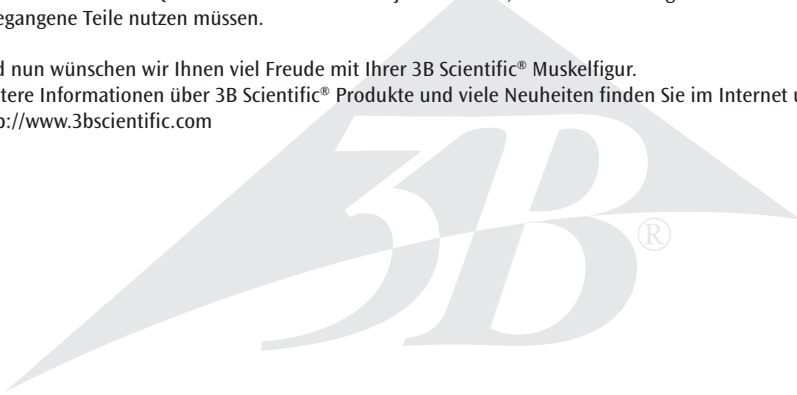 egangene Teile nutzen müssen.
d nun wünschen wir Ihnen viel Freude mit Ihrer 3B Scientific® Muskelfigur.
tere Informationen über 3B Scientific® Produkte und viele Neuheiten finden Sie im Internet u
p://www.3bscientific.com
3B®